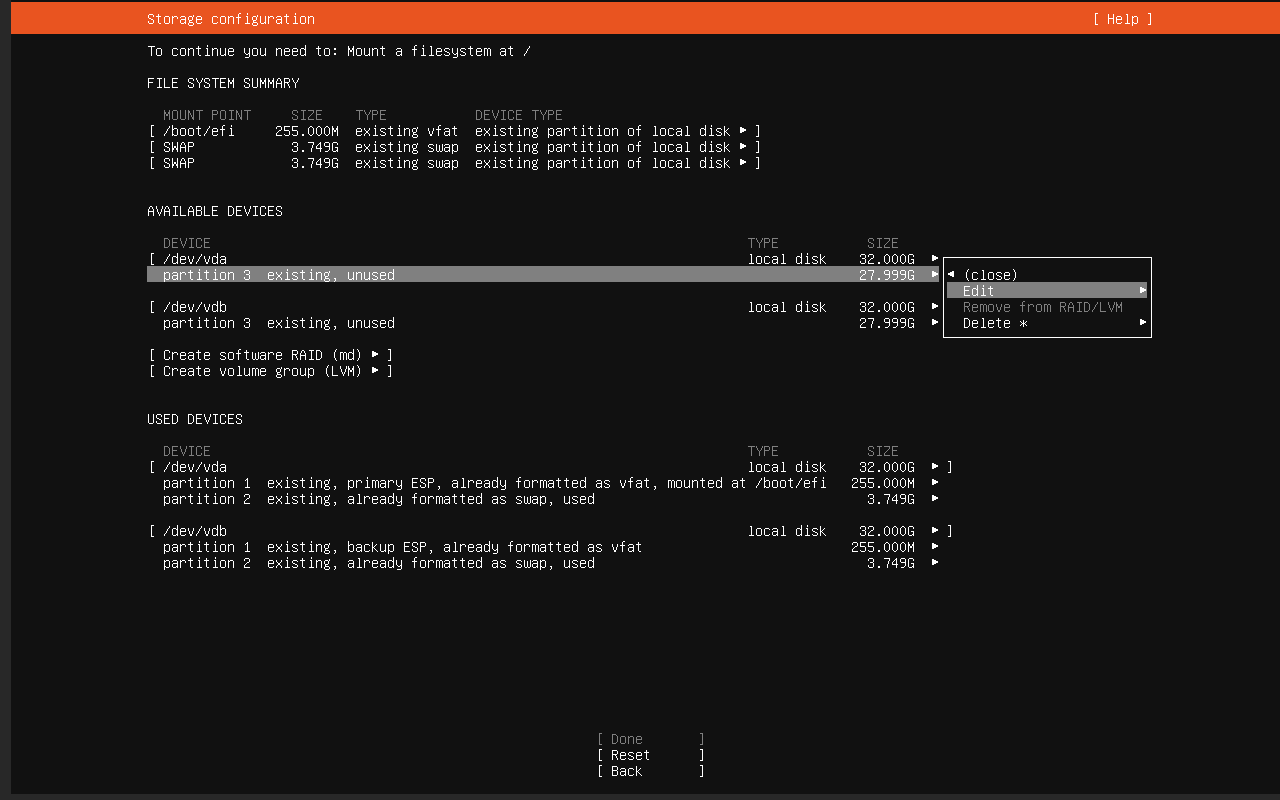 Storage configuration [ Help ]
To continue you need to: Mount a filesystem at /
FILE SYSTEM SUMMARY
MOUNT POINT SIZE TYPE DEVICE TYPE
[ /boot/efi 255.000M existing vfat existing partition of local disk ▸ ]
[ SWAP 3.749G existing swap existing partition of local disk ▸ ]
[ SWAP 3.749G existing swap existing partition of local disk ▸ ]
AVAILABLE DEVICES
DEVICE TYPE SIZE
[ /dev/vda local disk 32.000G ▸
partition 3 existing, unused 27.999G ▸
◂ (close)
Edit ▸
Remove from RAID/LVM
Delete * ▸
[ /dev/vdb local disk 32.000G ▸
partition 3 existing, unused 27.999G ▸
[ Create software RAID (md) ▸ ]
[ Create volume group (LVM) ▸ ]
USED DEVICES
DEVICE TYPE SIZE
[ /dev/vda local disk 32.000G ▸ ]
partition 1 existing, primary ESP, already formatted as vfat, mounted at /boot/efi 255.000M ▸
partition 2 existing, already formatted as swap, used 3.749G ▸
[ /dev/vdb local disk 32.000G ▸ ]
partition 1 existing, backup ESP, already formatted as vfat 255.000M ▸
partition 2 existing, already formatted as swap, used 3.749G ▸
[ Done ]
[ Reset ]
[ Back ]